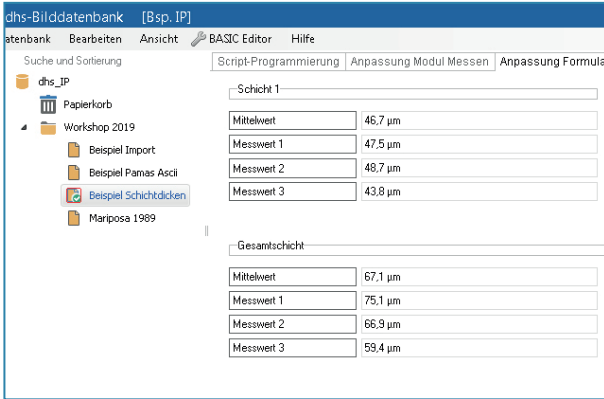 dhs-Bilddatenbank [Bsp. IP]
atenbank Bearbeiten Ansicht BASIC Editor Hilfe
Suche und Sortierung
dhs_IP
Papierkorb
Workshop 2019
Beispiel Import
Beispiel Pamas Ascii
Beispiel Schichtdicken
Mariposa 1989
Script-Programmierung Anpassung Modul Messen Anpassung Formula
Schicht 1
Mittelwert 46,7 µm
Messwert 1 47,5 µm
Messwert 2 48,7 µm
Messwert 3 43,8 µm
Gesamtschicht
Mittelwert 67,1 µm
Messwert 1 75,1 µm
Messwert 2 66,9 µm
Messwert 3 59,4 µm